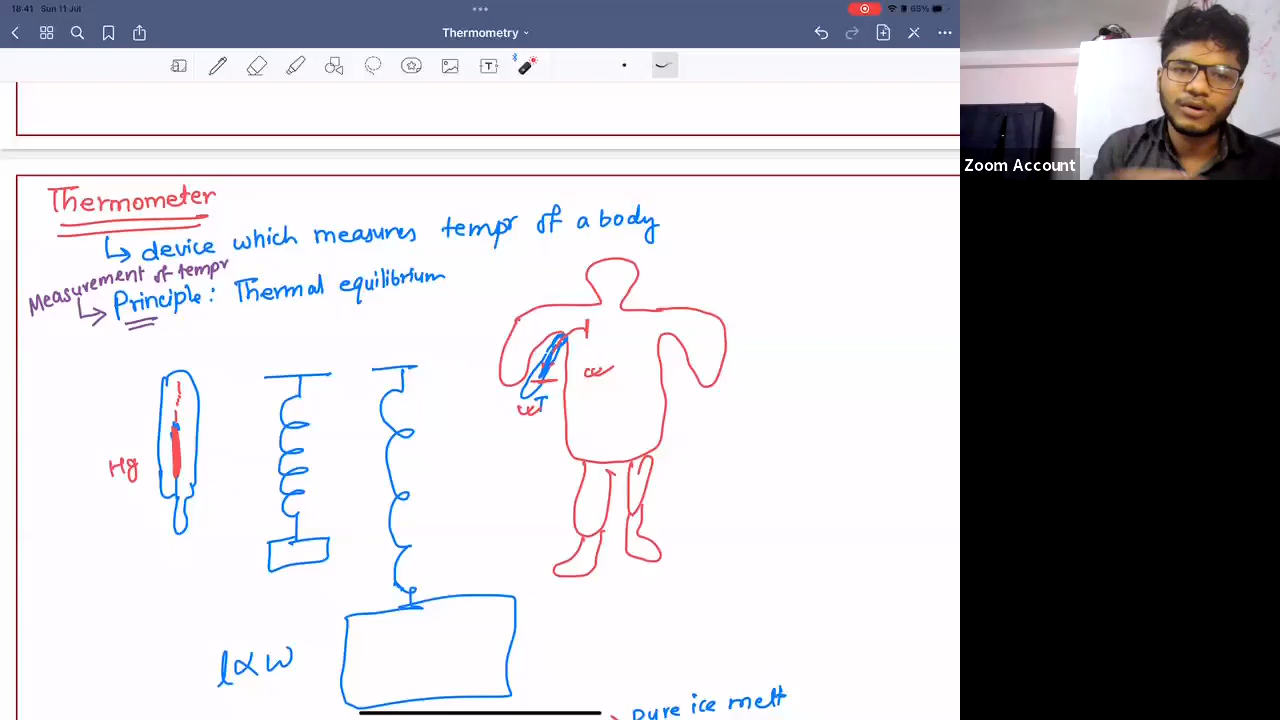 18:41 Sun 11 Jul
65%
Thermometry
T
Zoom Account
Thermometer
device which measures tempr of a body
Measurement of tempr
Principle: Thermal equilibrium
Hg
T
l ∝ W
pure ice melt